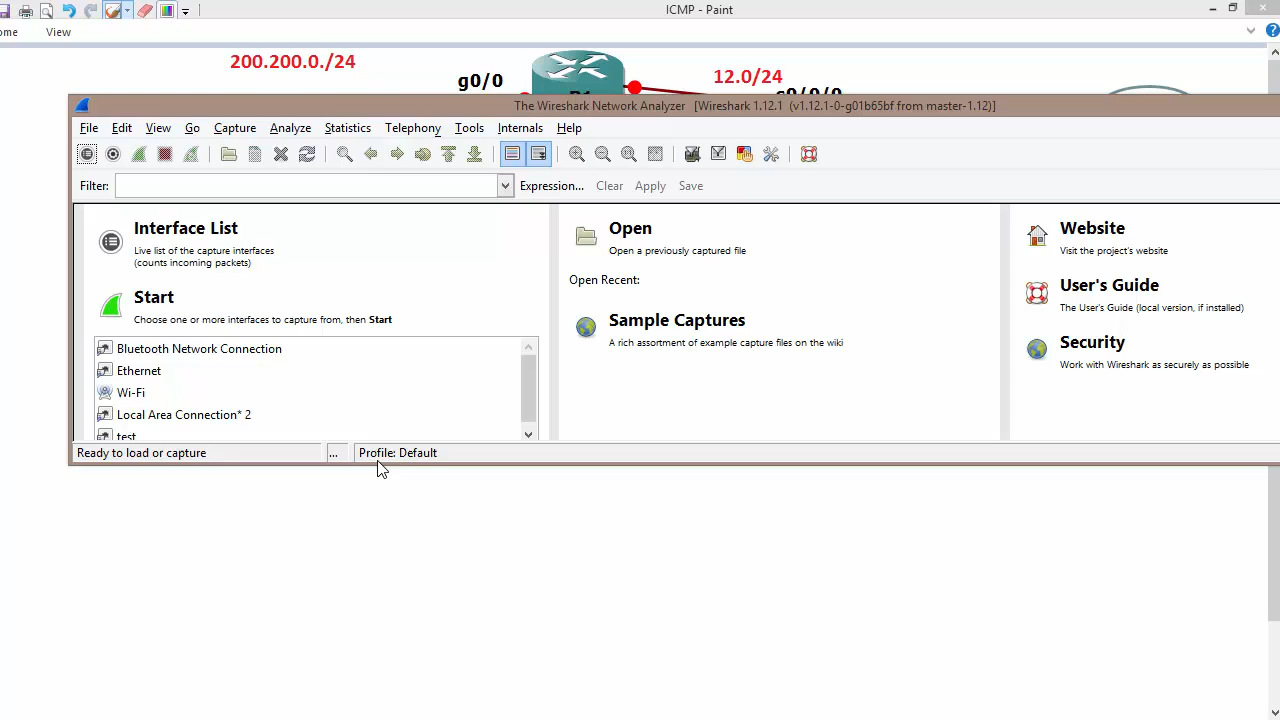 ICMP - Paint
ome View
200.200.0./24
g0/0
12.0/24
The Wireshark Network Analyzer [Wireshark 1.12.1 (v1.12.1-0-g01b65bf from master-1.12)]
File Edit View Go Capture Analyze Statistics Telephony Tools Internals Help
Filter: Expression... Clear Apply Save
Interface List
Live list of the capture interfaces
(counts incoming packets)
Start
Choose one or more interfaces to capture from, then Start
Bluetooth Network Connection
Ethernet
Wi-Fi
Local Area Connection* 2
test
Open
Open a previously captured file
Open Recent:
Sample Captures
A rich assortment of example capture files on the wiki
Website
Visit the project's website
User's Guide
The User's Guide (local version, if installed)
Security
Work with Wireshark as securely as possible
Ready to load or capture ... Profile: Default